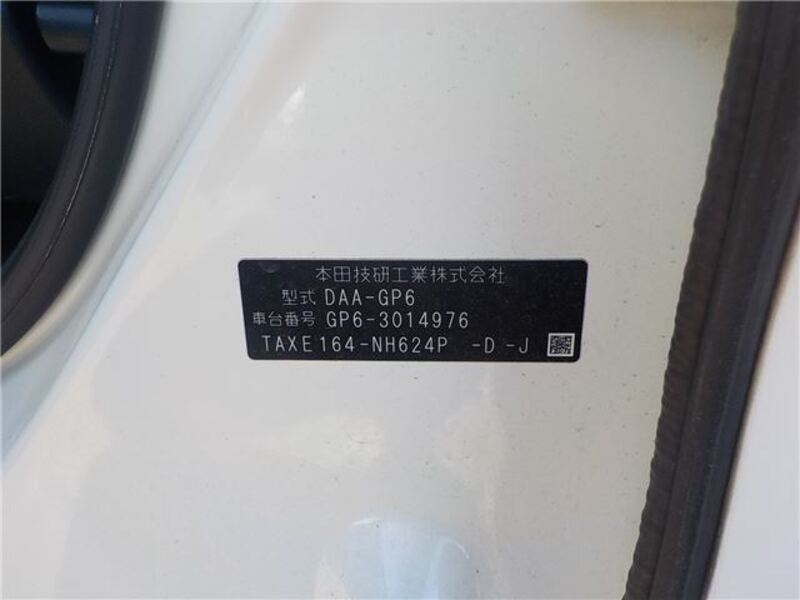 本田技研工業株式会社
型式 DAA-GP6
車台番号 GP6-3014976
TAXE164-NH624P -D -J